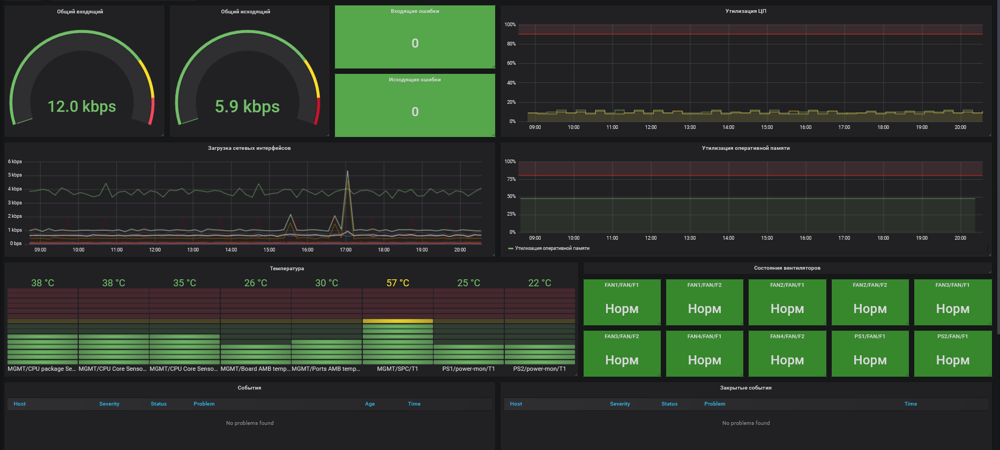 Общий входящий
12.0 kbps
Общий исходящий
5.9 kbps
Входящие ошибки
0
Исходящие ошибки
0
Утилизация ЦП
100%
80%
60%
40%
20%
0%
09:00 10:00 11:00 12:00 13:00 14:00 15:00 16:00 17:00 18:00 19:00 20:00
Загрузка сетевых интерфейсов
6 kbps
5 kbps
4 kbps
3 kbps
2 kbps
1 kbps
0 bps
09:00 10:00 11:00 12:00 13:00 14:00 15:00 16:00 17:00 18:00 19:00 20:00
Утилизация оперативной памяти
100%
75%
50%
25%
0%
09:00 10:00 11:00 12:00 13:00 14:00 15:00 16:00 17:00 18:00 19:00 20:00
Утилизация оперативной памяти
Температура
38 °C 38 °C 35 °C 26 °C 30 °C 57 °C 25 °C 22 °C
MGMT/CPU package Se... MGMT/CPU Core Senso... MGMT/CPU Core Senso... MGMT/Board AMB temp... MGMT/Ports AMB temp... MGMT/SPC/T1 PS1/power-mon/T1 PS2/power-mon/T1
Состояния вентиляторов
FAN1/FAN/F1 FAN1/FAN/F2 FAN2/FAN/F1 FAN2/FAN/F2 FAN3/FAN/F1
Норм Норм Норм Норм Норм
FAN3/FAN/F2 FAN4/FAN/F1 FAN4/FAN/F2 PS1/FAN/F1 PS2/FAN/F1
Норм Норм Норм Норм Норм
События
Host Severity Status Problem Age Time
No problems found
Закрытые события
Host Severity Status Problem Time
No problems found